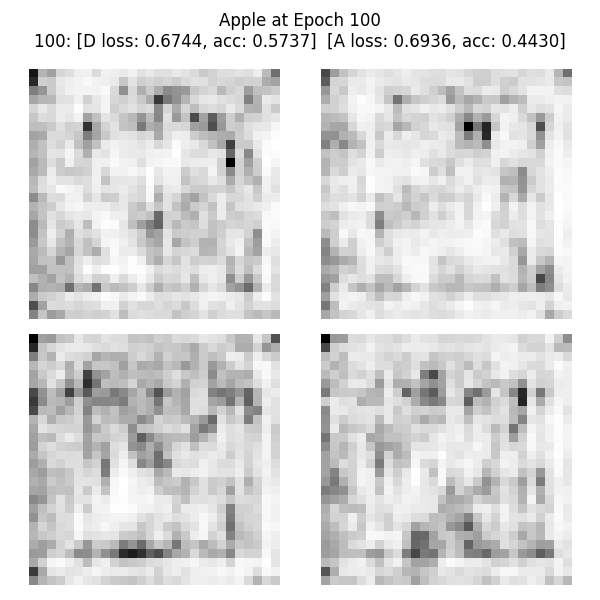 Apple at Epoch 100
100: [D loss: 0.6744, acc: 0.5737]  [A loss: 0.6936, acc: 0.4430]